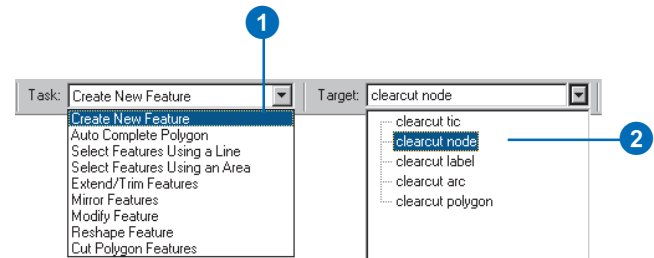 1
Task: Create New Feature Target: clearcut node
Create New Feature
Auto Complete Polygon
Select Features Using a Line
Select Features Using an Area
Extend/Trim Features
Mirror Features
Modify Feature
Reshape Feature
Cut Polygon Features
clearcut tic
clearcut node
clearcut label
clearcut arc
clearcut polygon
2